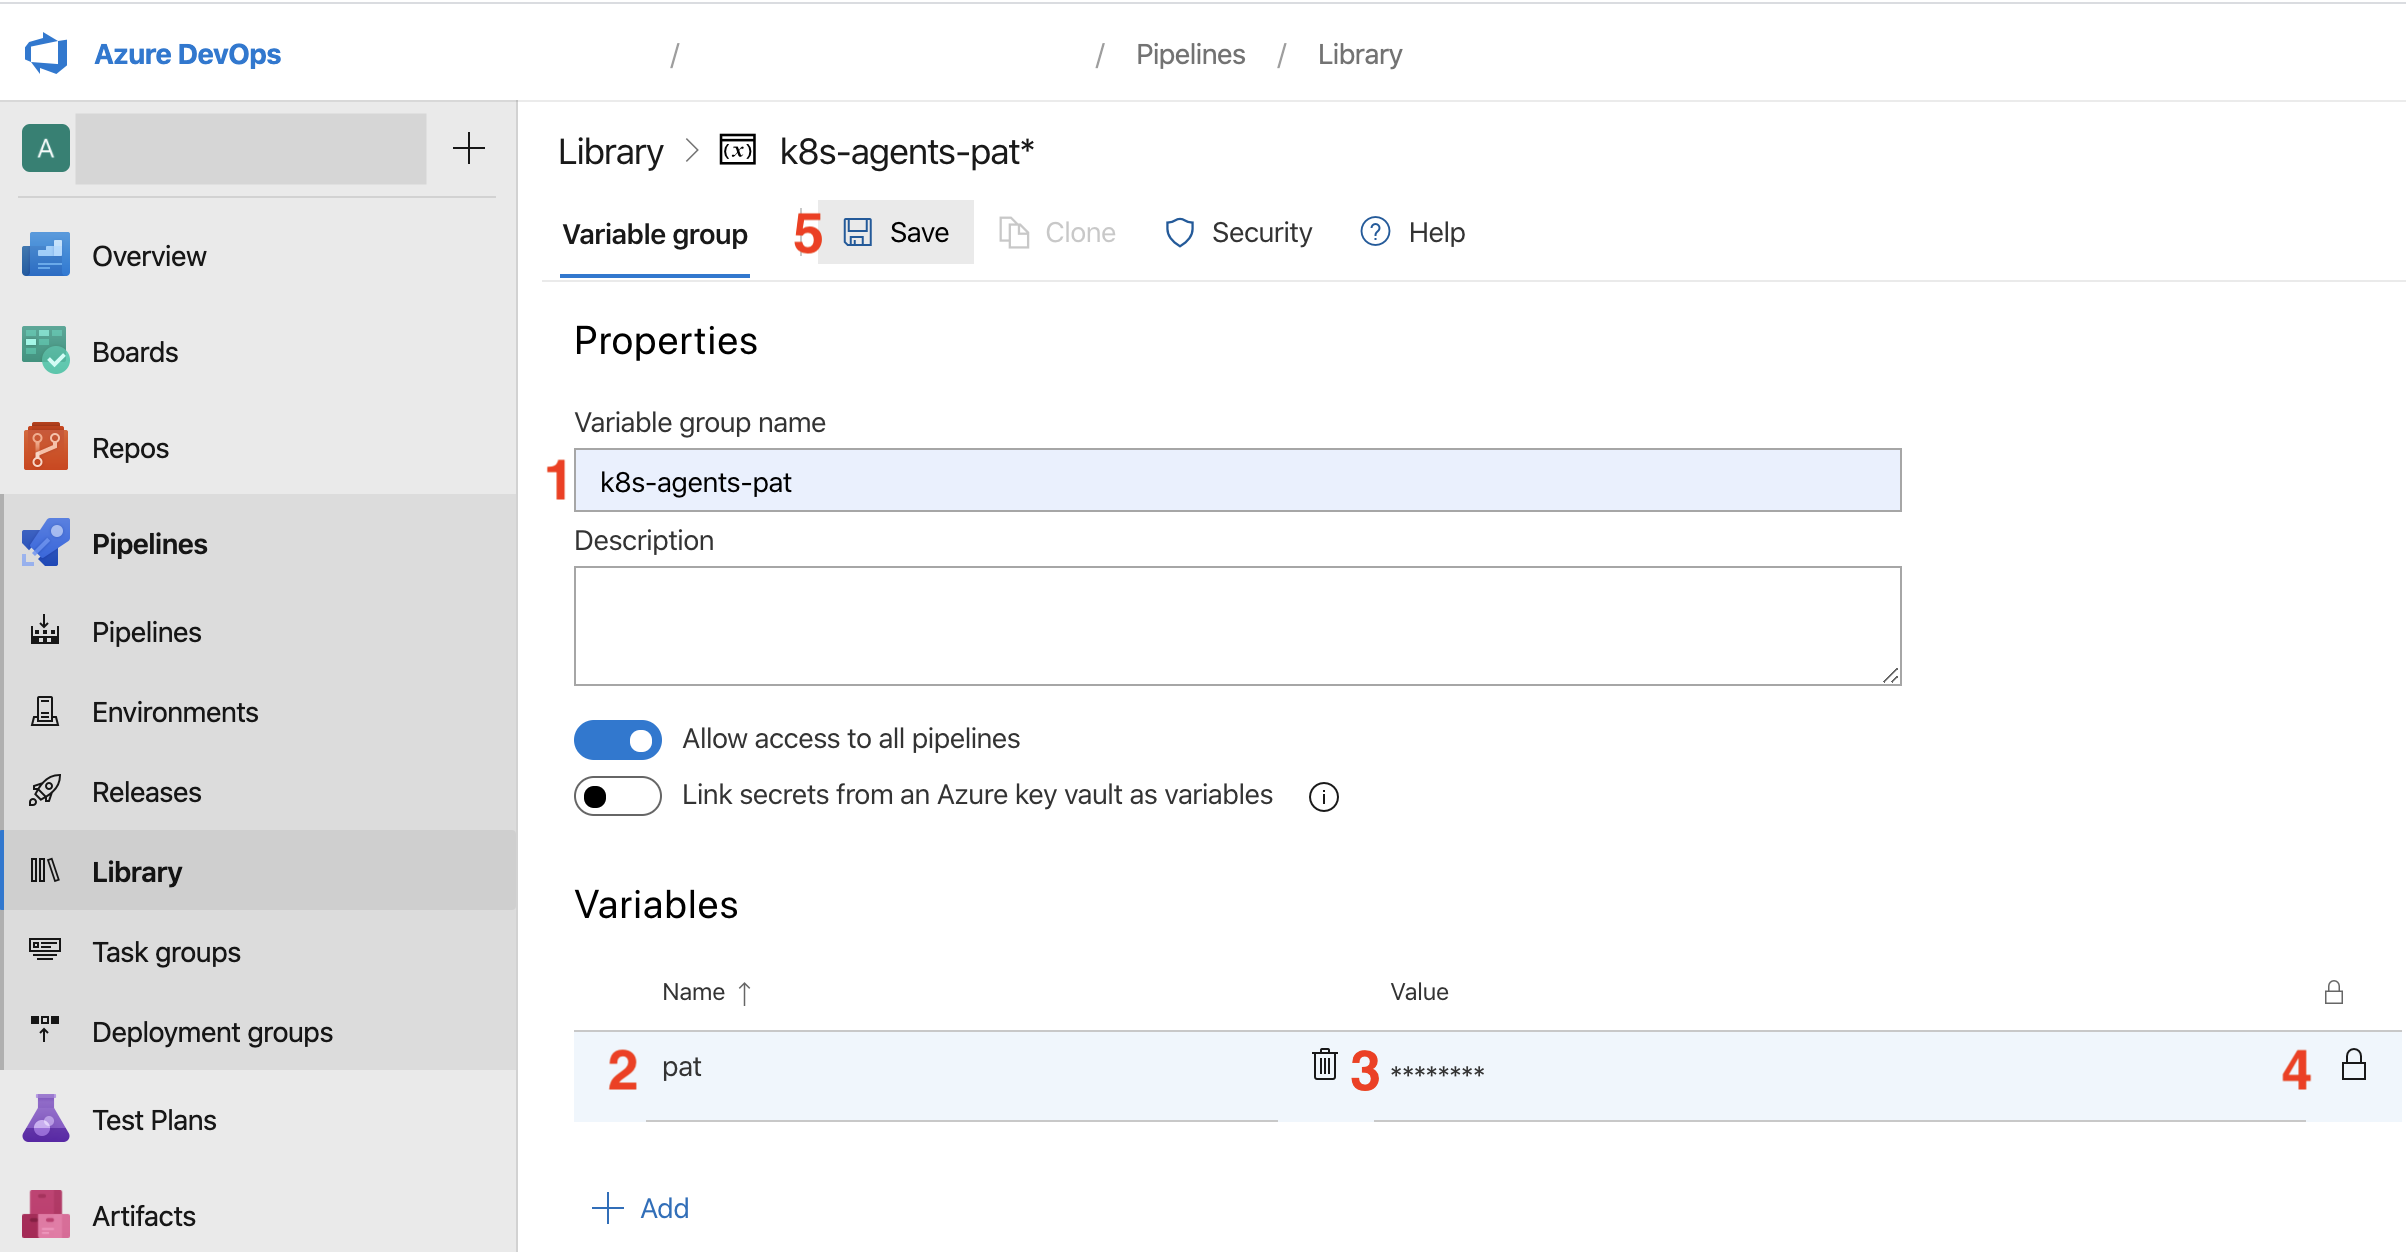 Azure DevOps / / Pipelines / Library
A
Library > (x) k8s-agents-pat*
Variable group 5 Save Clone Security ? Help
Overview
Boards
Repos
Pipelines
Pipelines
Environments
Releases
Library
Task groups
Deployment groups
Test Plans
Artifacts
Properties
Variable group name
1 k8s-agents-pat
Description
Allow access to all pipelines
Link secrets from an Azure key vault as variables i
Variables
Name ↑ Value
2 pat 3 ******** 4
+ Add